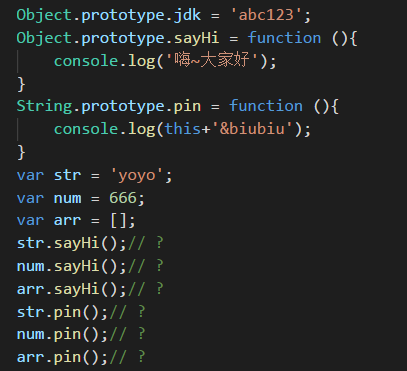 Object.prototype.jdk = 'abc123';
Object.prototype.sayHi = function (){
    console.log('嗨~大家好');
}
String.prototype.pin = function (){
    console.log(this+'&biubiu');
}
var str = 'yoyo';
var num = 666;
var arr = [];
str.sayHi();// ?
num.sayHi();// ?
arr.sayHi();// ?
str.pin();// ?
num.pin();// ?
arr.pin();// ?